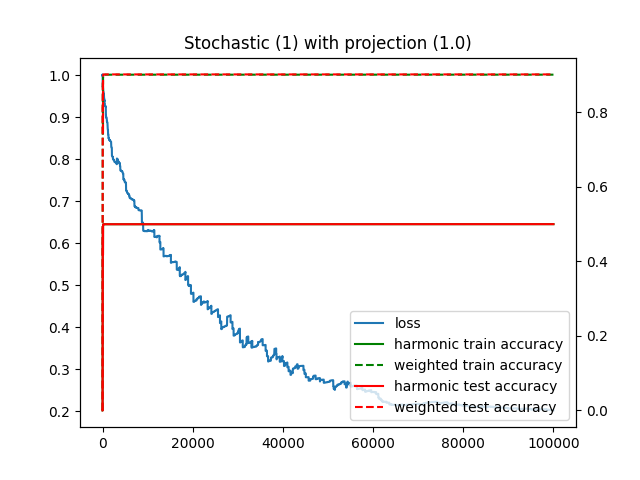 Stochastic (1) with projection (1.0)
1.0
0.9
0.8
0.7
0.6
0.5
0.4
0.3
0.2
0.8
0.6
0.4
0.2
0.0
loss
harmonic train accuracy
weighted train accuracy
harmonic test accuracy
weighted test accuracy
0 20000 40000 60000 80000 100000